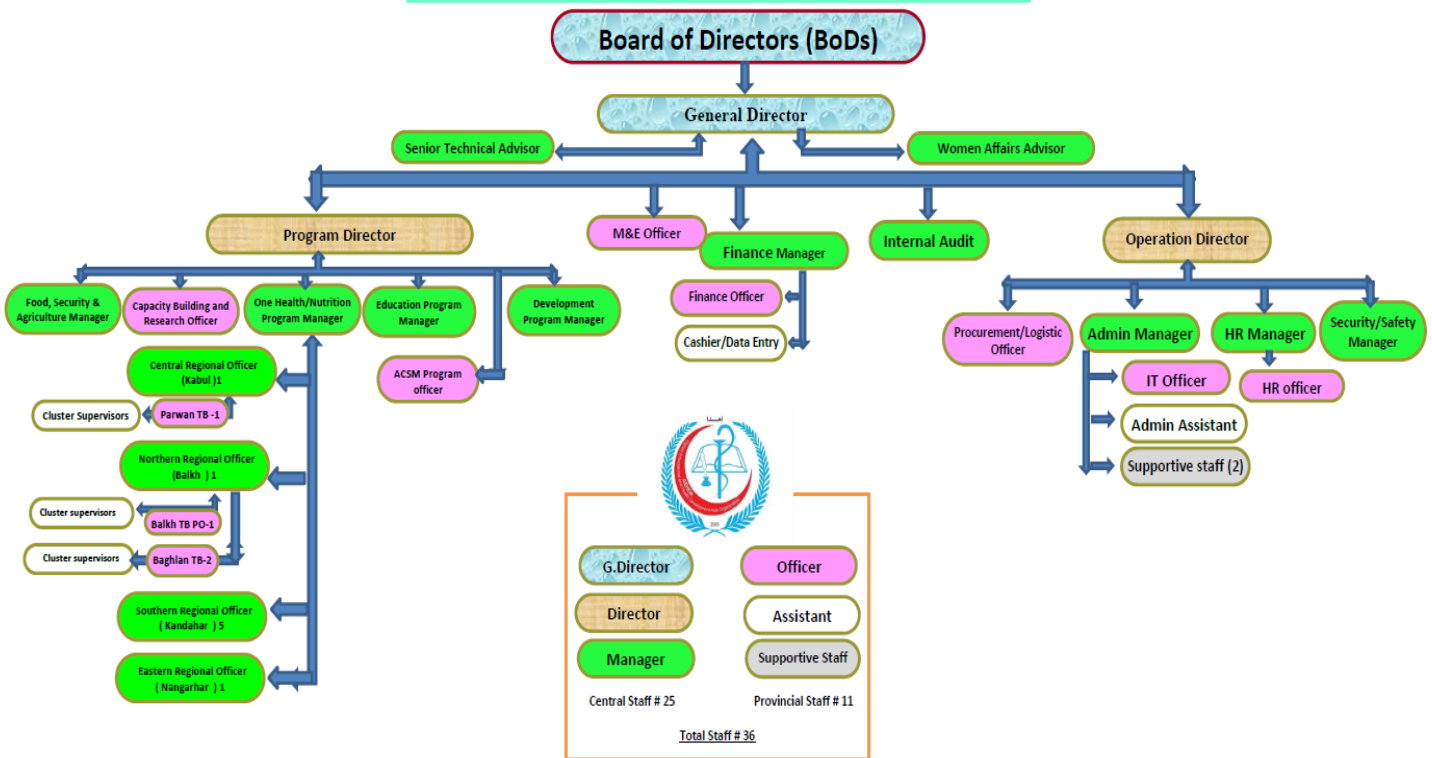 Board of Directors (BoDs)
General Director
Senior Technical Advisor
Women Affairs Advisor
Program Director
M&E Officer
Finance Manager
Internal Audit
Operation Director
Food, Security &
Agriculture Manager
Capacity Building and
Research Officer
One Health/Nutrition
Program Manager
Education Program
Manager
Development
Program Manager
Finance Officer
Cashier/Data Entry
Procurement/Logistic
Officer
Admin Manager
HR Manager
Security/Safety
Manager
Central Regional Officer
(Kabul )1
ACSM Program
officer
IT Officer
HR officer
Cluster Supervisors
Parwan TB -1
Admin Assistant
Northern Regional Officer
(Balkh ) 1
Supportive staff (2)
Cluster supervisors
Balkh TB PO-1
Cluster supervisors
Baghlan TB-2
Southern Regional Officer
( Kandahar ) 5
Eastern Regional Officer
( Nangarhar ) 1
G.Director
Officer
Director
Assistant
Manager
Supportive Staff
Central Staff # 25
Provincial Staff # 11
Total Staff # 36